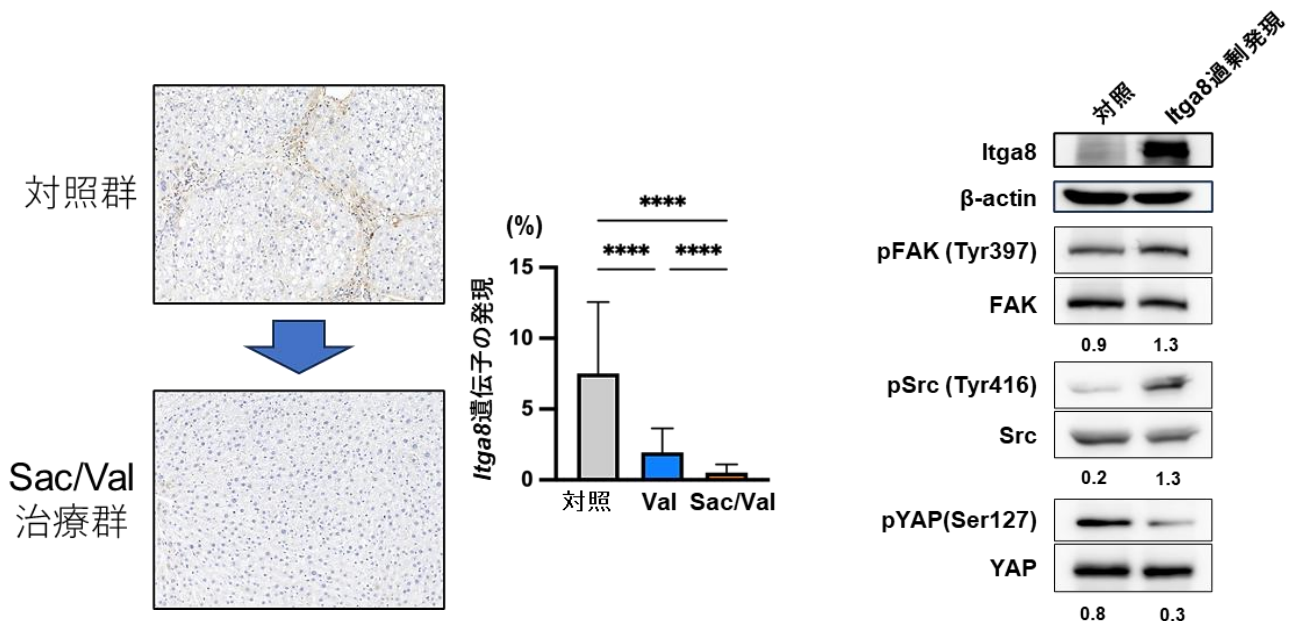 対照群
Sac/Val
治療群
(%)
Itga8遺伝子の発現
15
10
5
0
****
**** ****
対照 Val Sac/Val
対照 Itga8過剰発現
Itga8
β-actin
pFAK (Tyr397)
FAK
0.9 1.3
pSrc (Tyr416)
Src
0.2 1.3
pYAP(Ser127)
YAP
0.8 0.3